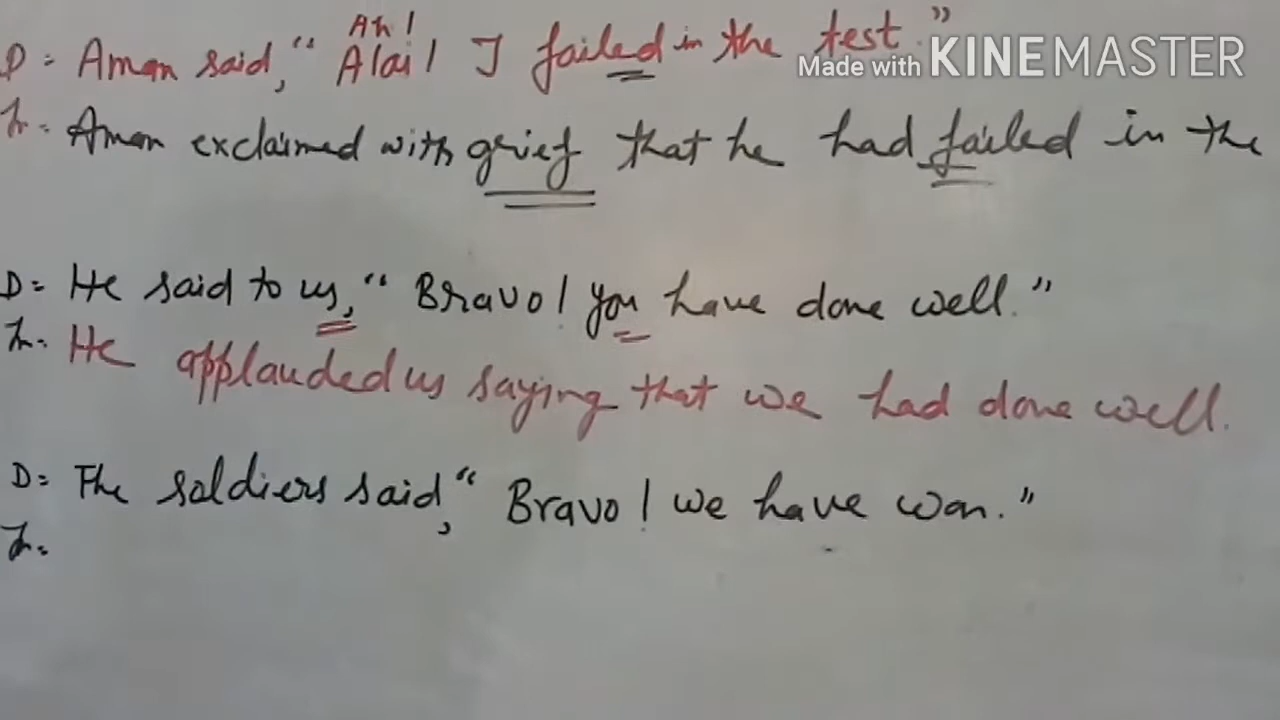 Ah!
D: Aman said, "Alas! I failed in the test."
Made with KINEMASTER
In. Aman exclaimed with grief that he had failed in the
D: He said to us, "Bravo! you have done well."
In. He applauded us saying that we had done well.
D: The soldiers said, "Bravo! we have won."
In.